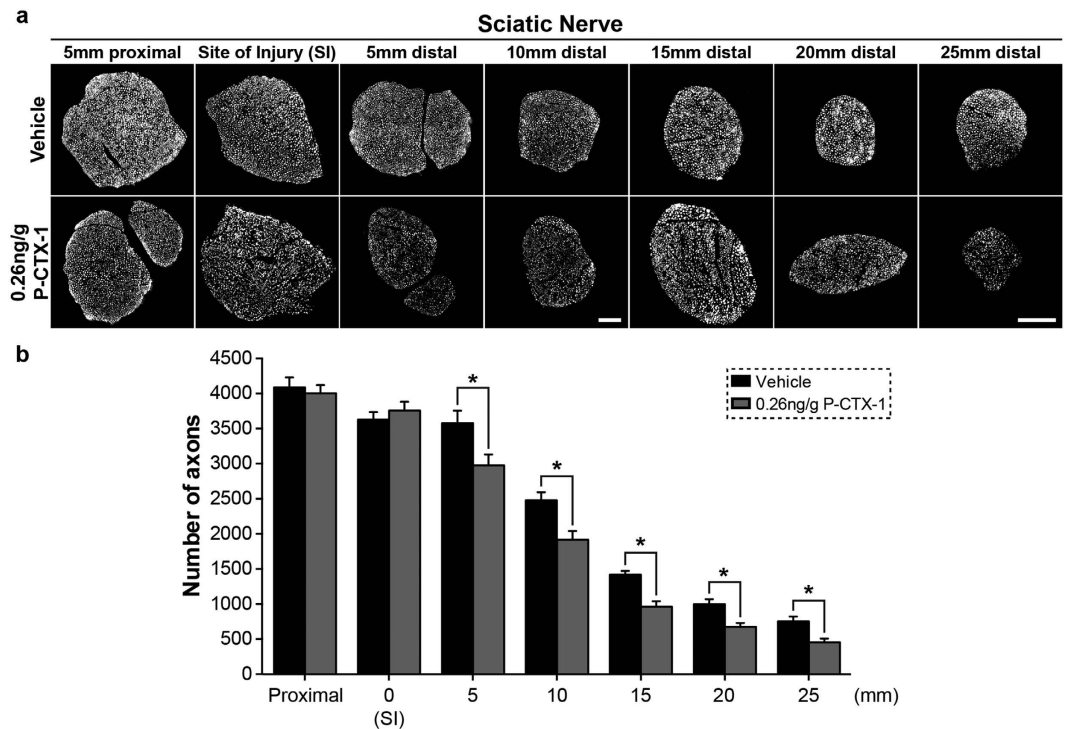 a
Sciatic Nerve
5mm proximal Site of Injury (SI) 5mm distal 10mm distal 15mm distal 20mm distal 25mm distal
Vehicle
0.26ng/g
P-CTX-1
b
4500
4000
3500
3000
2500
2000
1500
1000
500
0
Number of axons
* * * * *
Vehicle
0.26ng/g P-CTX-1
Proximal 0 5 10 15 20 25 (mm)
(SI)